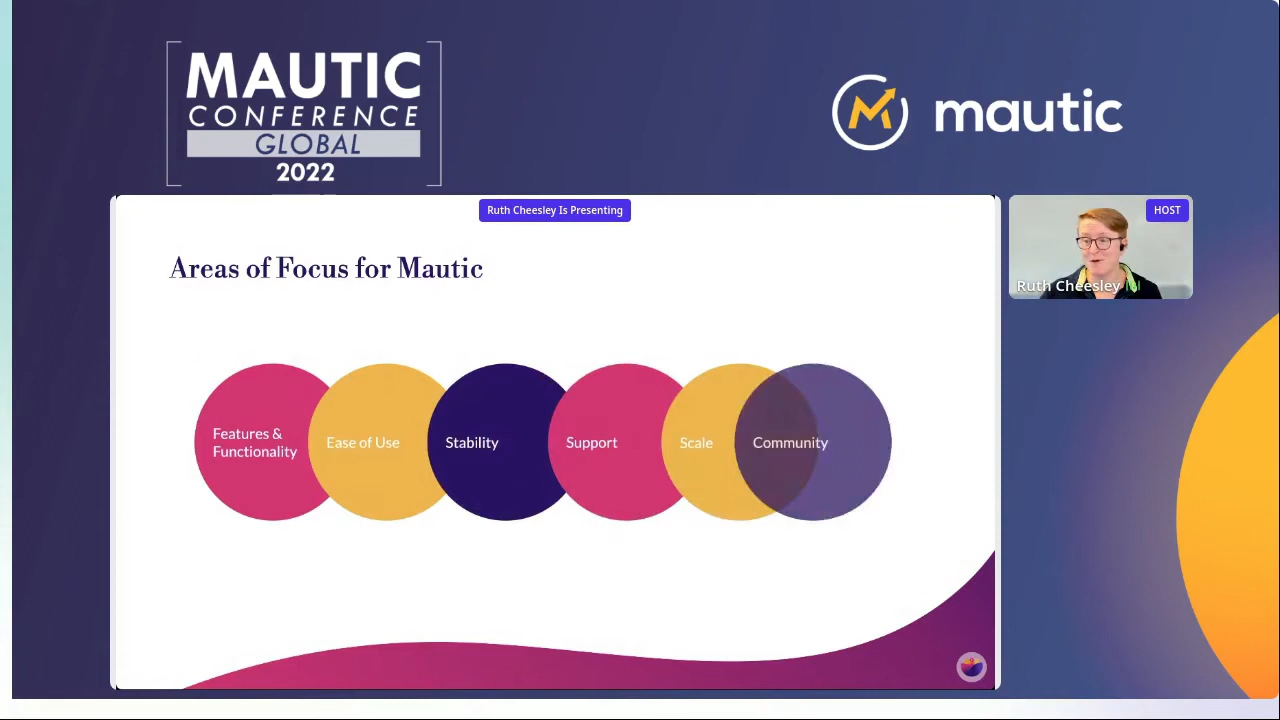 MAUTIC
CONFERENCE
GLOBAL
2022
mautic
Ruth Cheesley Is Presenting
HOST
Ruth Cheesley
Areas of Focus for Mautic
Features &
Functionality
Ease of Use
Stability
Support
Scale
Community